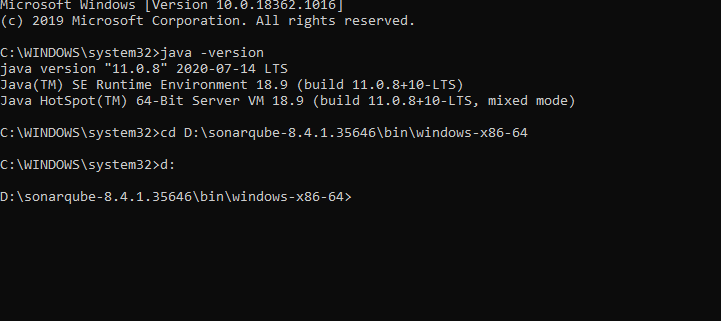 Microsoft Windows [Version 10.0.18362.1016]
(c) 2019 Microsoft Corporation. All rights reserved.
C:\WINDOWS\system32>java -version
java version "11.0.8" 2020-07-14 LTS
Java(TM) SE Runtime Environment 18.9 (build 11.0.8+10-LTS)
Java HotSpot(TM) 64-Bit Server VM 18.9 (build 11.0.8+10-LTS, mixed mode)
C:\WINDOWS\system32>cd D:\sonarqube-8.4.1.35646\bin\windows-x86-64
C:\WINDOWS\system32>d:
D:\sonarqube-8.4.1.35646\bin\windows-x86-64>